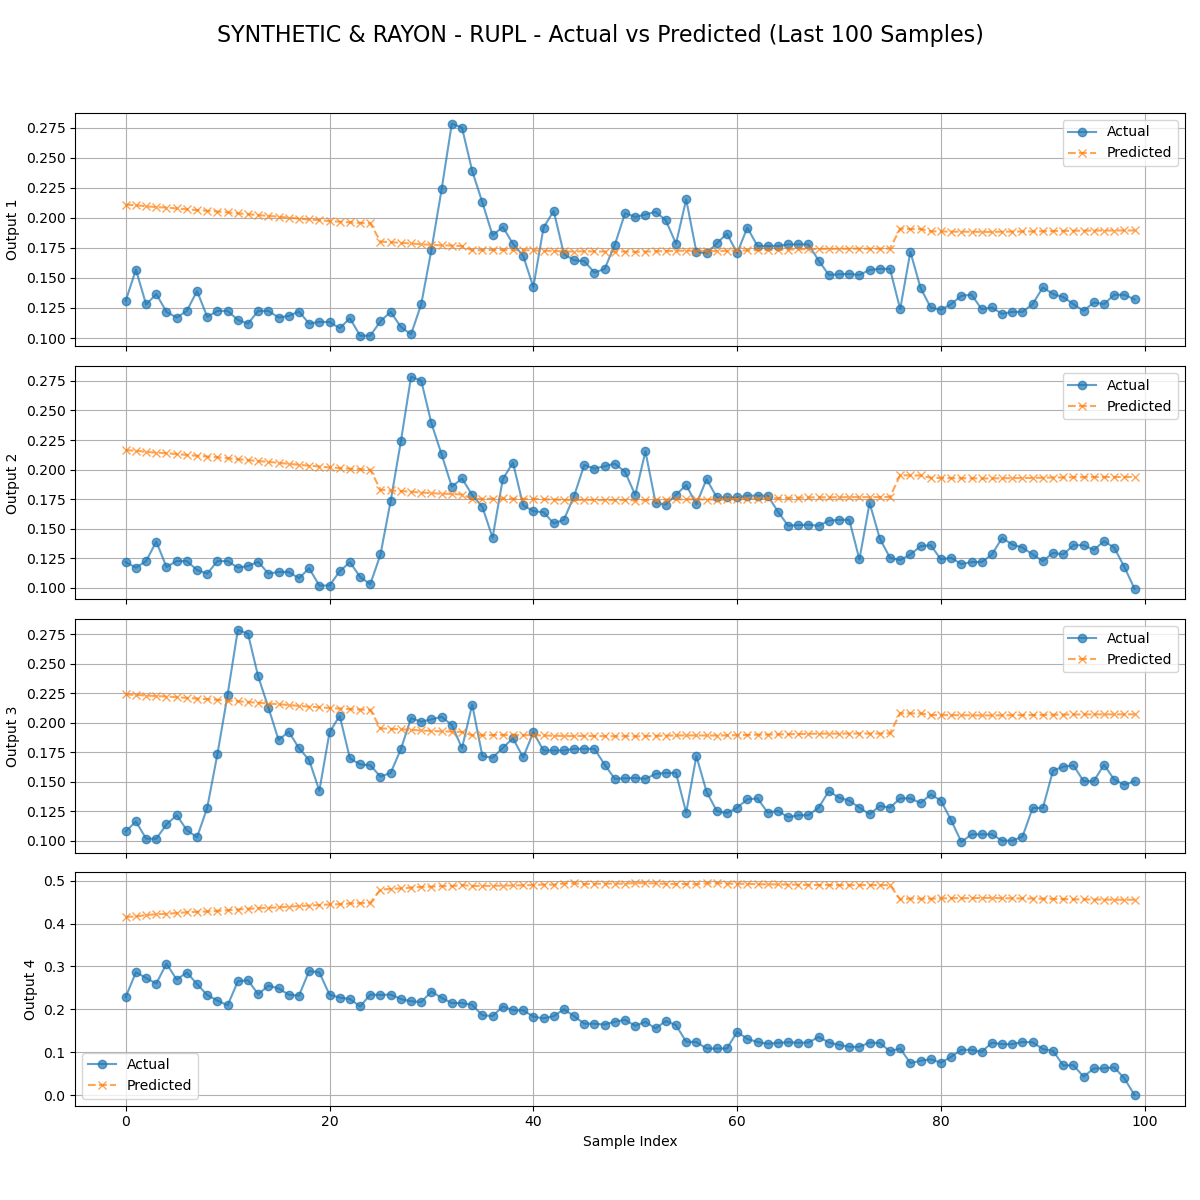 SYNTHETIC & RAYON - RUPL - Actual vs Predicted (Last 100 Samples)
Output 1
0.275
0.250
0.225
0.200
0.175
0.150
0.125
0.100
Actual
Predicted
Output 2
0.275
0.250
0.225
0.200
0.175
0.150
0.125
0.100
Actual
Predicted
Output 3
0.275
0.250
0.225
0.200
0.175
0.150
0.125
0.100
Actual
Predicted
Output 4
0.5
0.4
0.3
0.2
0.1
0.0
Actual
Predicted
0 20 40 60 80 100
Sample Index